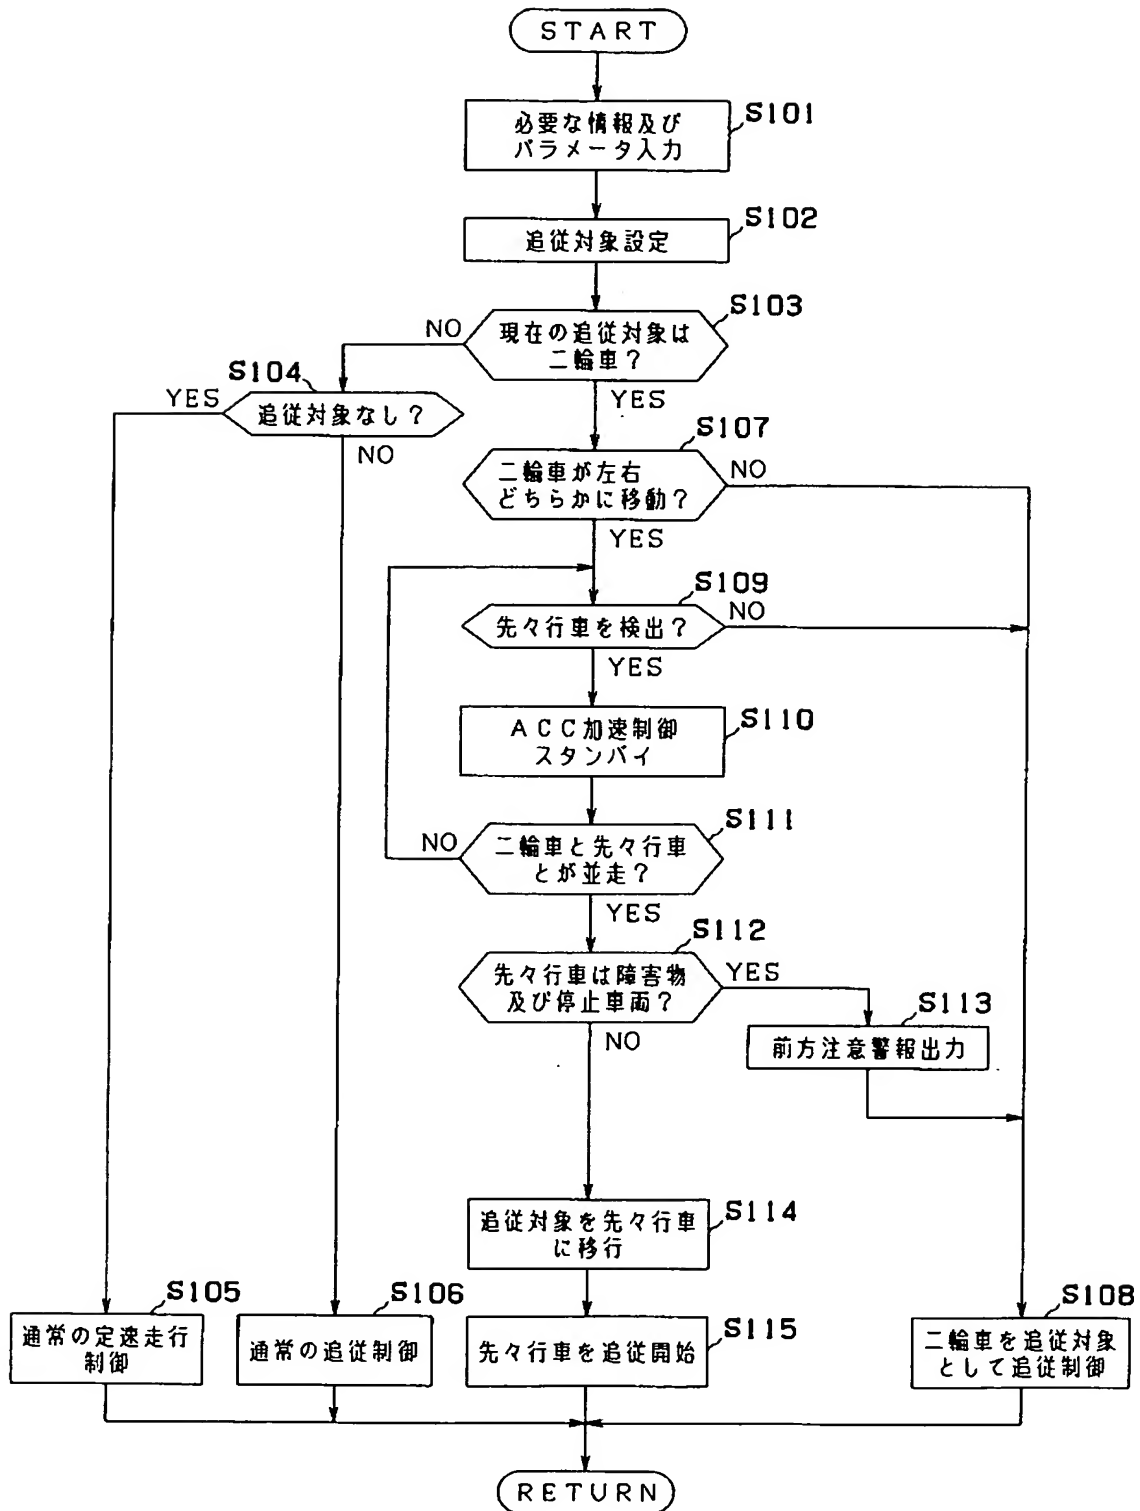 START
S101
必要な情報及び
パラメータ入力
S102
追従対象設定
S103
現在の追従対象は
二輪車?
NO
YES
S104
追従対象なし?
YES
NO
S107
二輪車が左右
どちらかに移動?
NO
YES
S109
先々行車を検出?
NO
YES
S110
ACC加速制御
スタンバイ
S111
二輪車と先々行車
とが並走?
NO
YES
S112
先々行車は障害物
及び停止車両?
YES
NO
S113
前方注意警報出力
S114
追従対象を先々行車
に移行
S105
通常の定速走行
制御
S106
通常の追従制御
S115
先々行車を追従開始
S108
二輪車を追従対象
として追従制御
RETURN